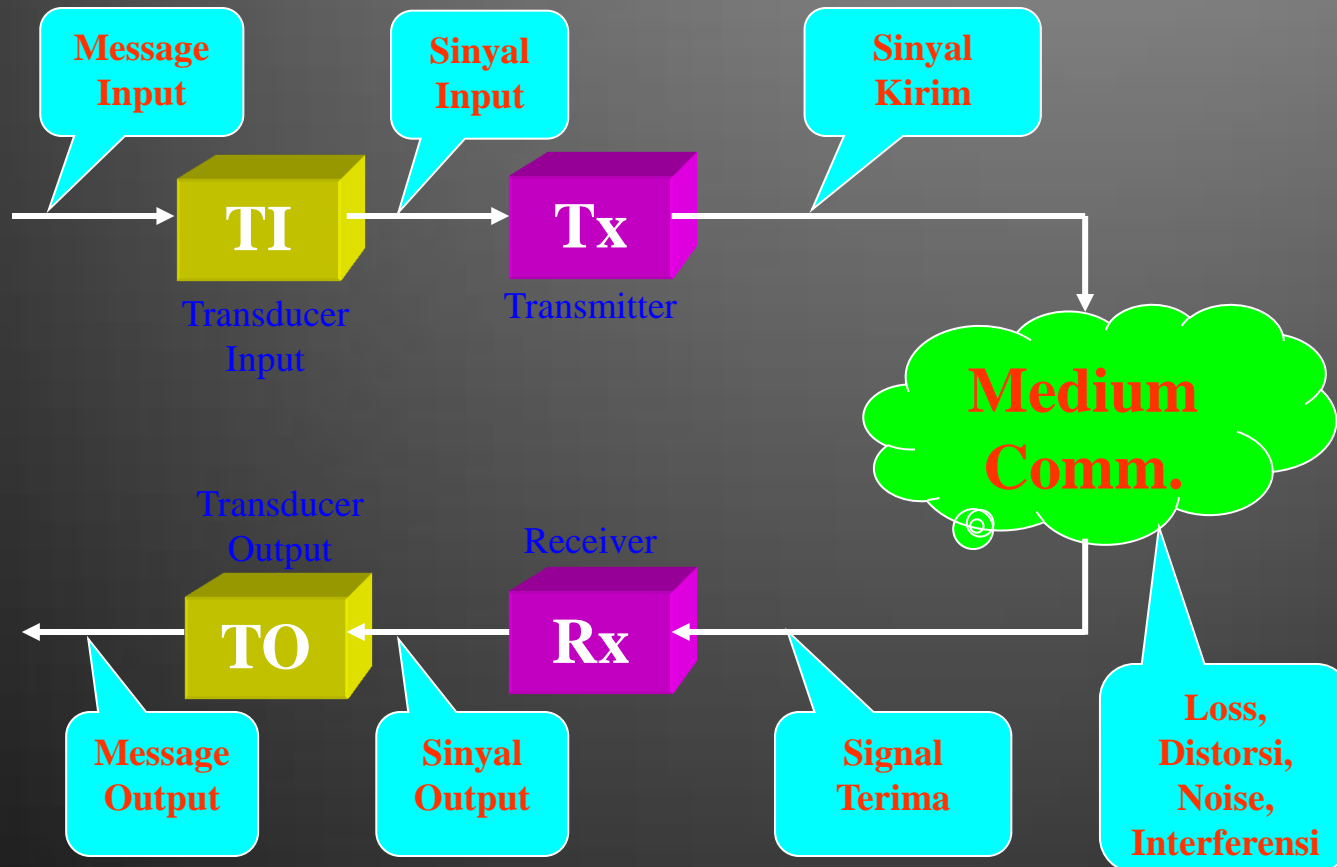 Message
Input
Sinyal
Input
Sinyal
Kirim
TI
Tx
Transducer
Input
Transmitter
Medium
Comm.
Transducer
Output
Receiver
TO
Rx
Message
Output
Sinyal
Output
Signal
Terima
Loss,
Distorsi,
Noise,
Interferensi